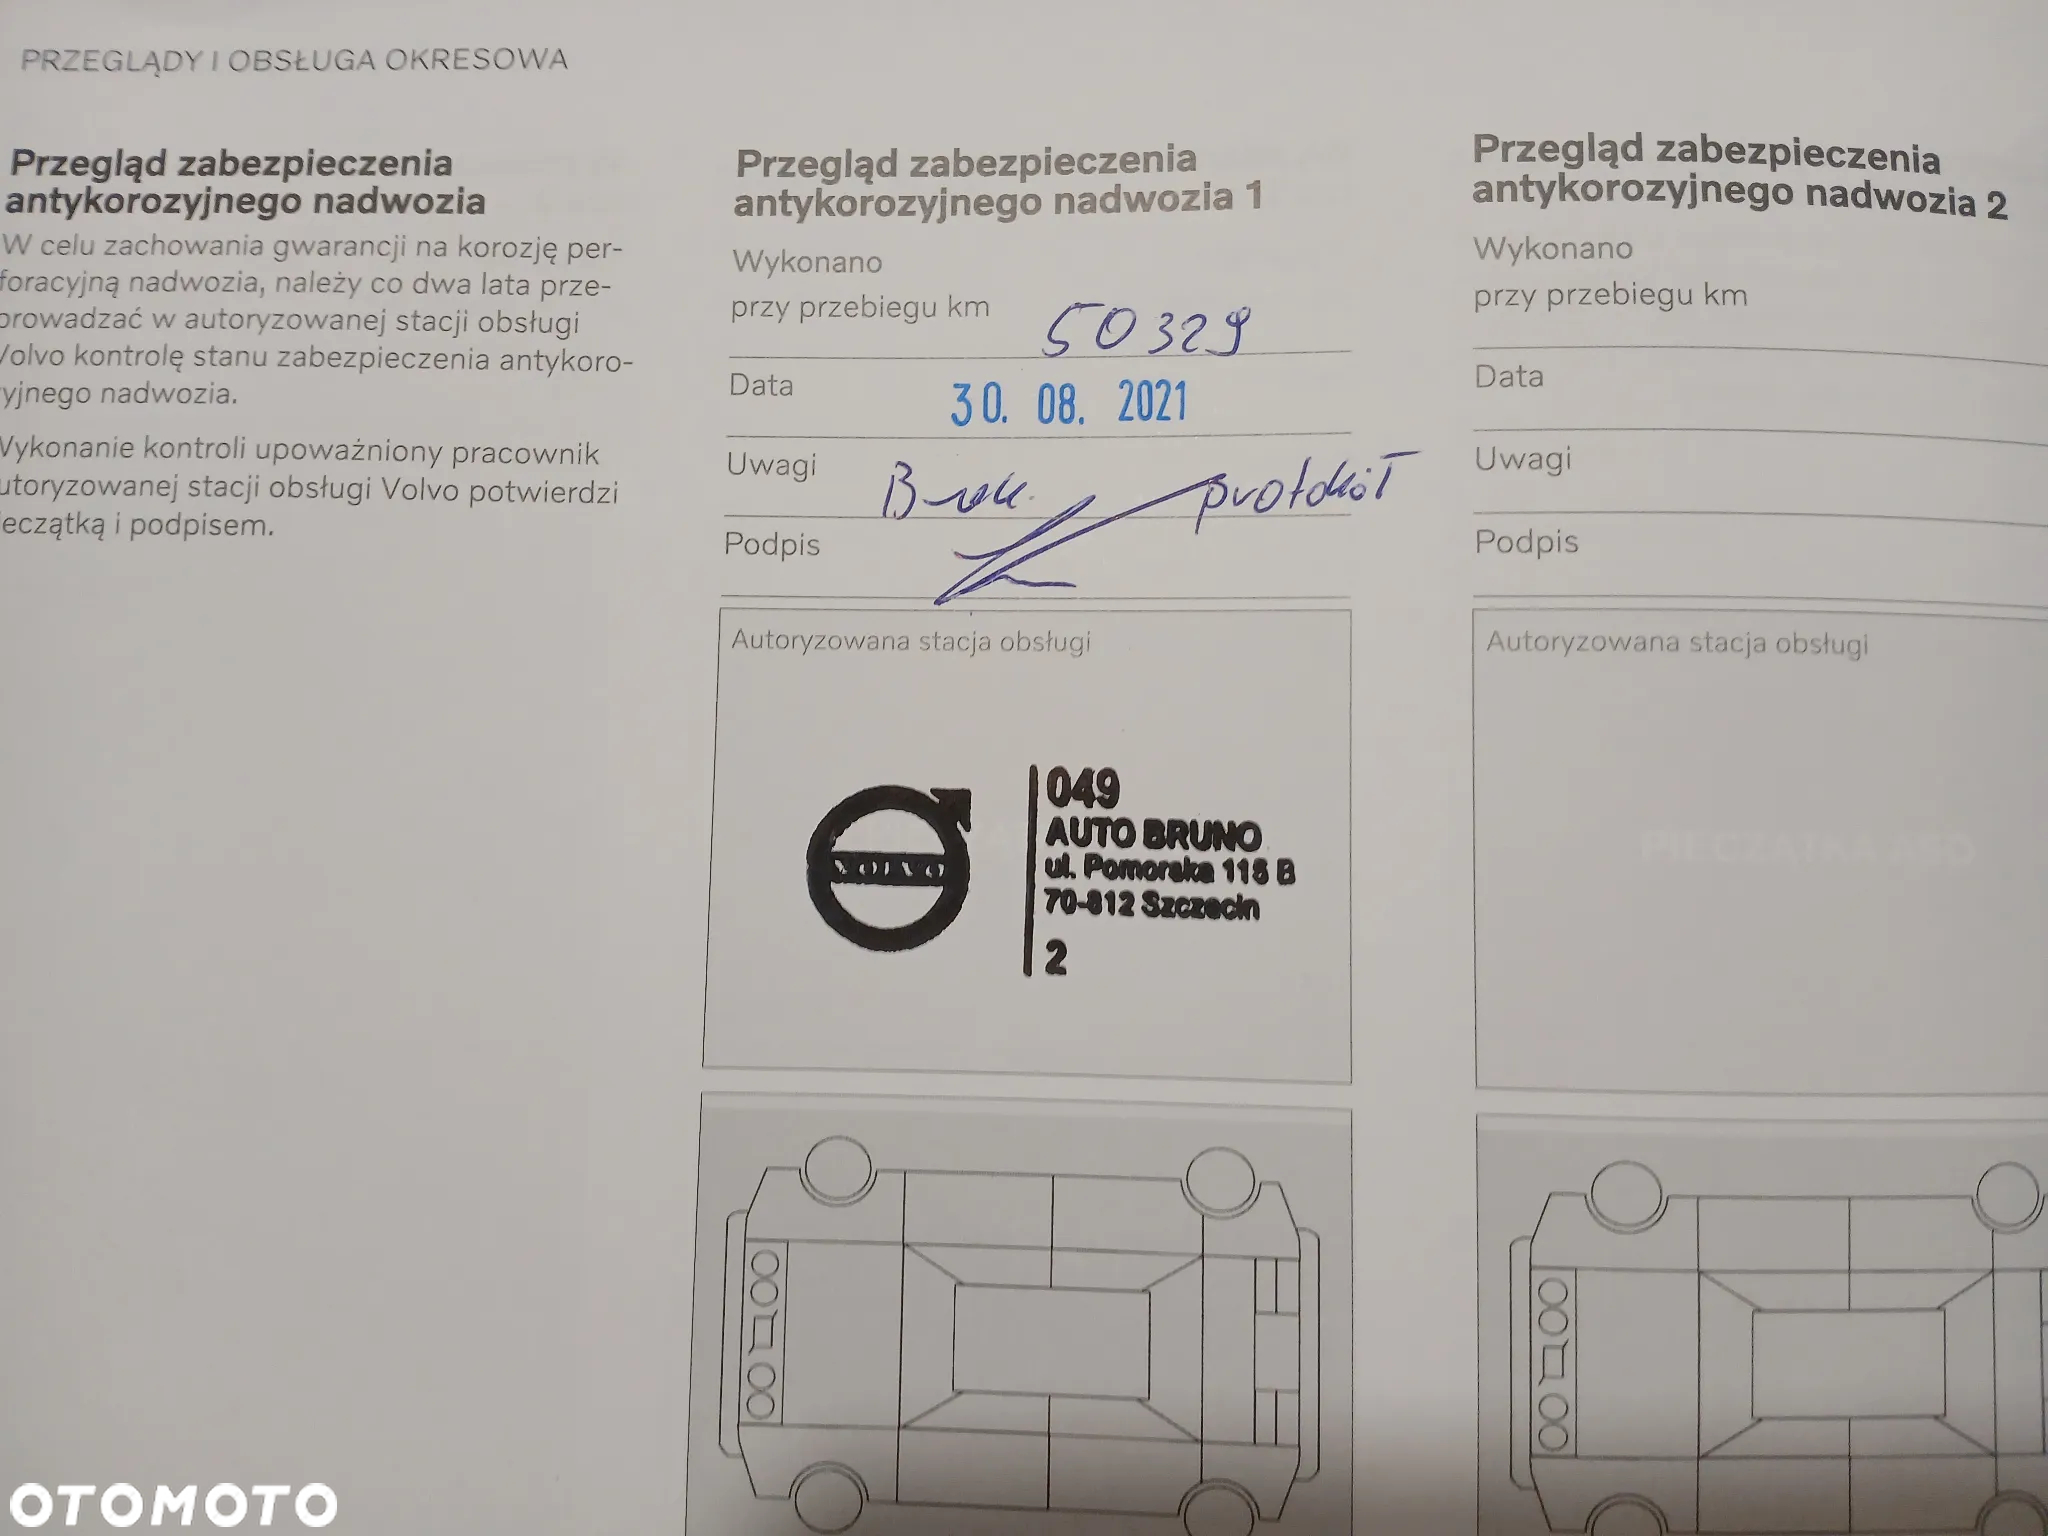 PRZEGLĄDY I OBSŁUGA OKRESOWA
Przegląd zabezpieczenia
antykorozyjnego nadwozia
W celu zachowania gwarancji na korozję per-
foracyjną nadwozia, należy co dwa lata prze-
prowadzać w autoryzowanej stacji obsługi
Volvo kontrolę stanu zabezpieczenia antykoro-
yjnego nadwozia.
Wykonanie kontroli upoważniony pracownik
utoryzowanej stacji obsługi Volvo potwierdzi
ieczątką i podpisem.
Przegląd zabezpieczenia
antykorozyjnego nadwozia 1
Wykonano
przy przebiegu km 50329
Data 30. 08. 2021
Uwagi protokół
Podpis
Autoryzowana stacja obsługi
VOLVO
049
AUTO BRUNO
ul. Pomorska 115 B
70-812 Szczecin
2
Przegląd zabezpieczenia
antykorozyjnego nadwozia 2
Wykonano
przy przebiegu km
Data
Uwagi
Podpis
Autoryzowana stacja obsługi
OTOMOTO